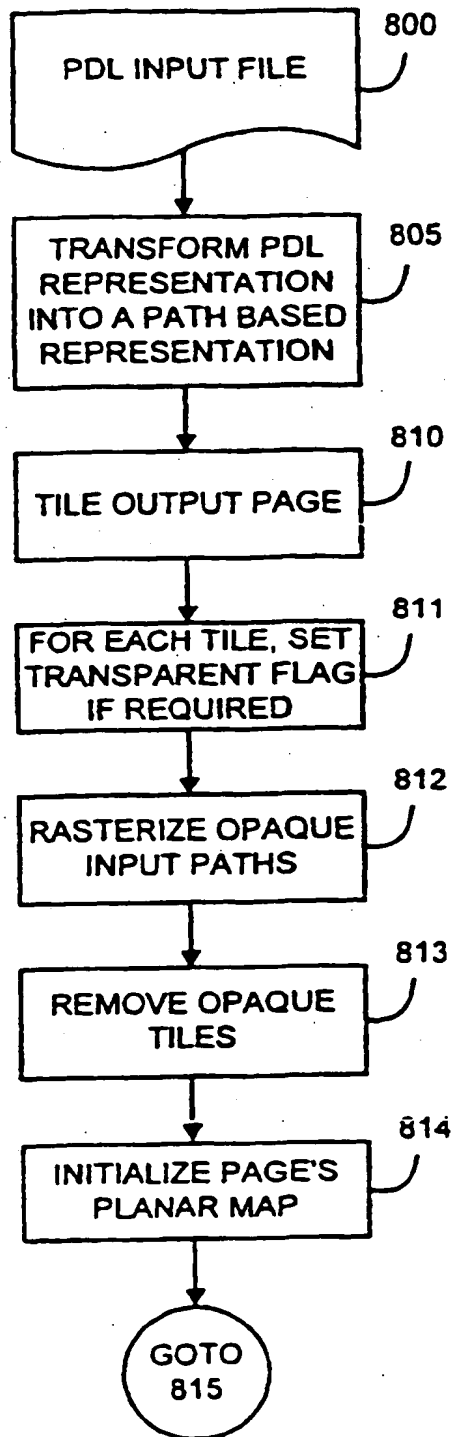 800
PDL INPUT FILE
805
TRANSFORM PDL
REPRESENTATION
INTO A PATH BASED
REPRESENTATION
810
TILE OUTPUT PAGE
811
FOR EACH TILE, SET
TRANSPARENT FLAG
IF REQUIRED
812
RASTERIZE OPAQUE
INPUT PATHS
813
REMOVE OPAQUE
TILES
814
INITIALIZE PAGE'S
PLANAR MAP
GOTO
815